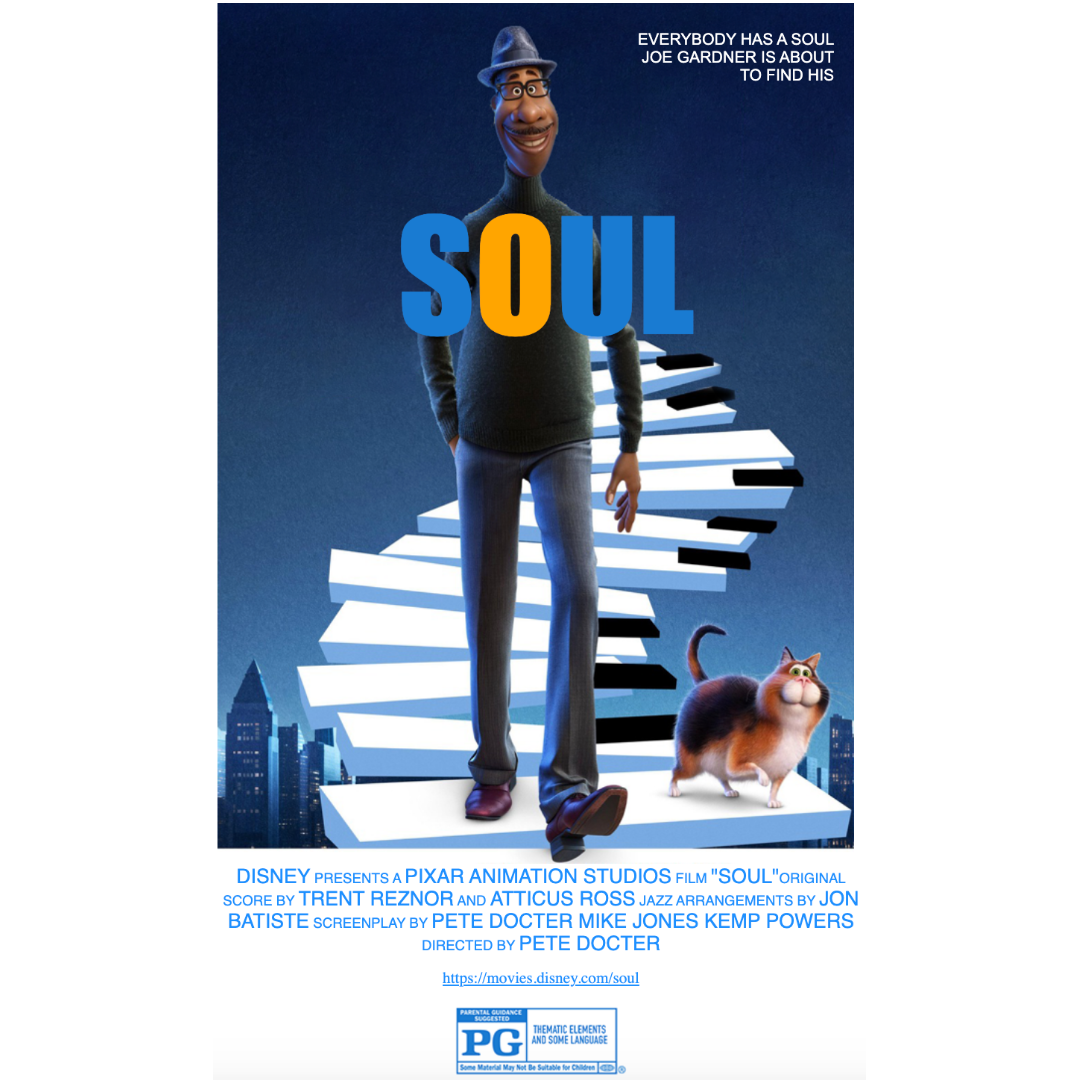 EVERYBODY HAS A SOUL
JOE GARDNER IS ABOUT
TO FIND HIS
SOUL
DISNEY PRESENTS A PIXAR ANIMATION STUDIOS FILM "SOUL"ORIGINAL
SCORE BY TRENT REZNOR AND ATTICUS ROSS JAZZ ARRANGEMENTS BY JON
BATISTE SCREENPLAY BY PETE DOCTER MIKE JONES KEMP POWERS
DIRECTED BY PETE DOCTER
https://movies.disney.com/soul
PARENTAL GUIDANCE
SUGGESTED
PG
THEMATIC ELEMENTS
AND SOME LANGUAGE
Some Material May Not Be Suitable for Children
®